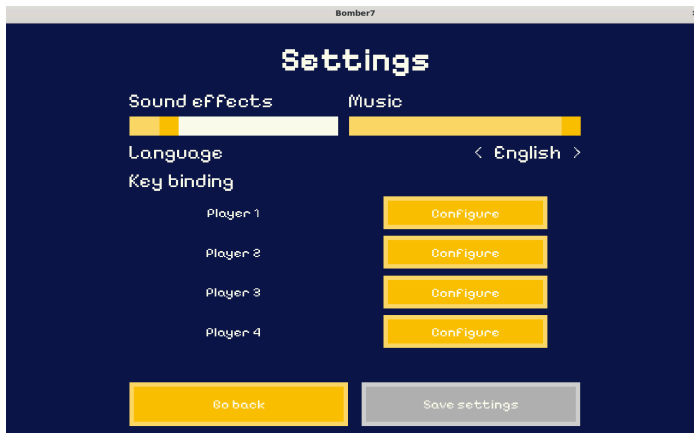 Bomber7
Settings
Sound effects Music
Language < English >
Key binding
Player 1 Configure
Player 2 Configure
Player 3 Configure
Player 4 Configure
Go back Save settings